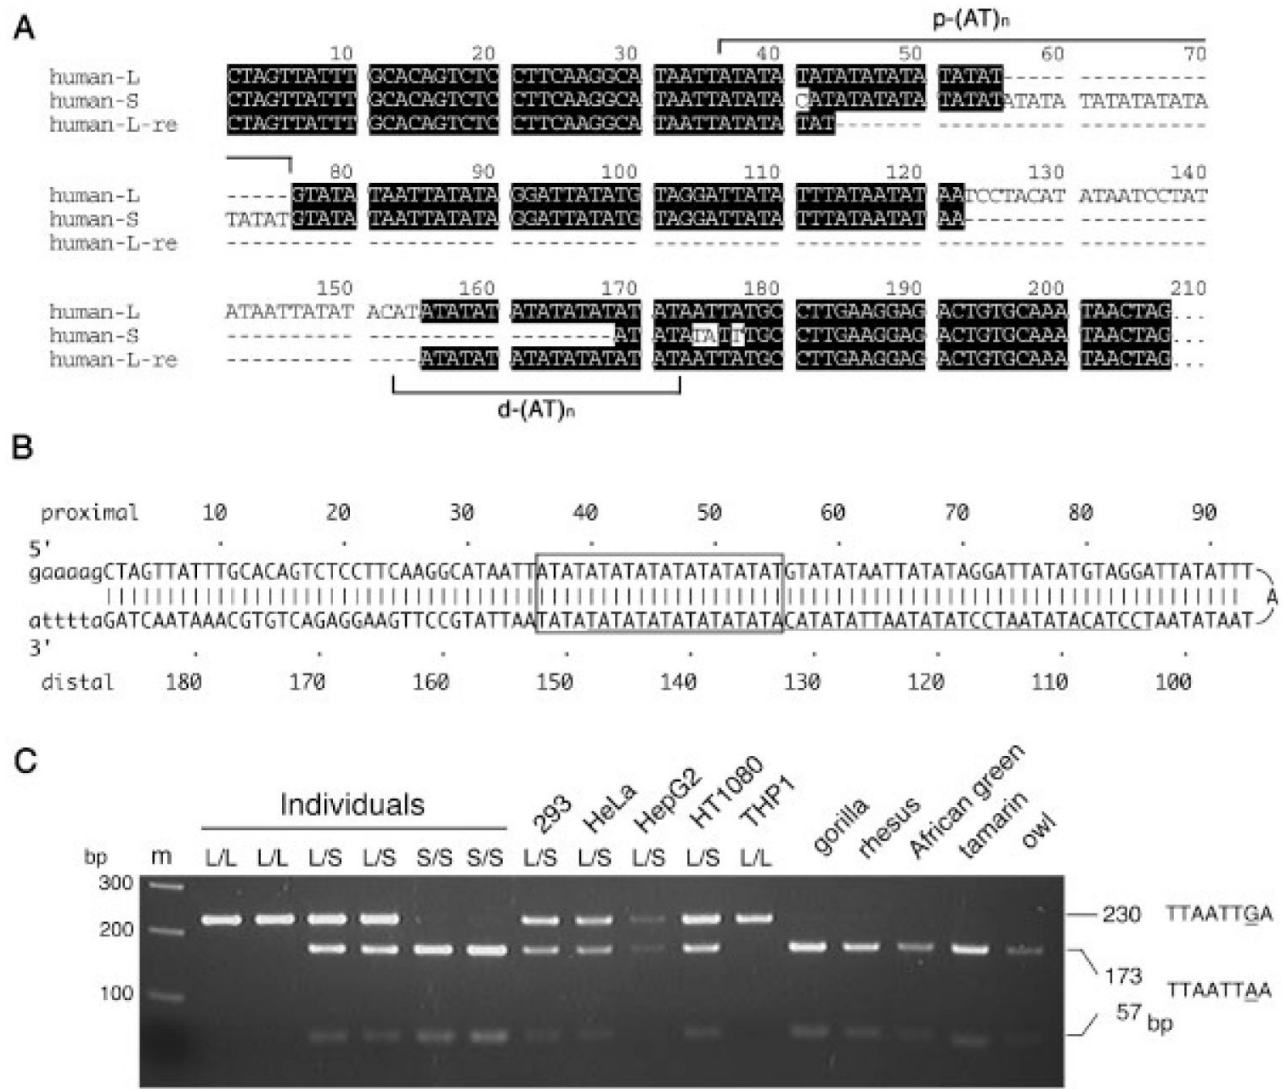 A
p-(AT)n
10 20 30 40 50 60 70
human-L CTAGTTATTT GCACAGTCTC CTTCAAGGCA TAATTATATA TATATATATA TATAT----- ----------
human-S CTAGTTATTT GCACAGTCTC CTTCAAGGCA TAATTATATA CATATATATA TATATATATA TATATATATA
human-L-re CTAGTTATTT GCACAGTCTC CTTCAAGGCA TAATTATATA TAT------- ---------- ----------
80 90 100 110 120 130 140
human-L -----GTATA TAATTATATA GGATTATATG TAGGATTATA TTTATAATAT AATCCTACAT ATAATCCTAT
human-S TATATGTATA TAATTATATA GGATTATATG TAGGATTATA TTTATAATAT AA-------- ----------
human-L-re ---------- ---------- ---------- ---------- ---------- ---------- ----------
150 160 170 180 190 200 210
human-L ATAATTATAT ACATATATAT ATATATATAT ATAATTATGC CTTGAAGGAG ACTGTGCAAA TAACTAG...
human-S ---------- ---------- --------AT ATATATTTGC CTTGAAGGAG ACTGTGCAAA TAACTAG...
human-L-re ---------- ----ATATAT ATATATATAT ATAATTATGC CTTGAAGGAG ACTGTGCAAA TAACTAG...
d-(AT)n
B
proximal 10 20 30 40 50 60 70 80 90
5'
gaaaagCTAGTTATTTGCACAGTCTCCTTCAAGGCATAATTATATATATATATATATATATGTATATAATTATATAGGATTATATGTAGGATTATATTT
A
attttaGATCAATAAACGTGTCAGAGGAAGTTCCGTATTAATATATATATATATATATATACATATATTAATATATCCTAATATACATCCTAATATAAT
3'
distal 180 170 160 150 140 130 120 110 100
C
Individuals 293 HeLa HepG2 HT1080 THP1 gorilla rhesus African green tamarin owl
bp m L/L L/L L/S L/S S/S S/S L/S L/S L/S L/S L/L
300
200
100
230 TTAATTGA
173 TTAATTAA
57 bp